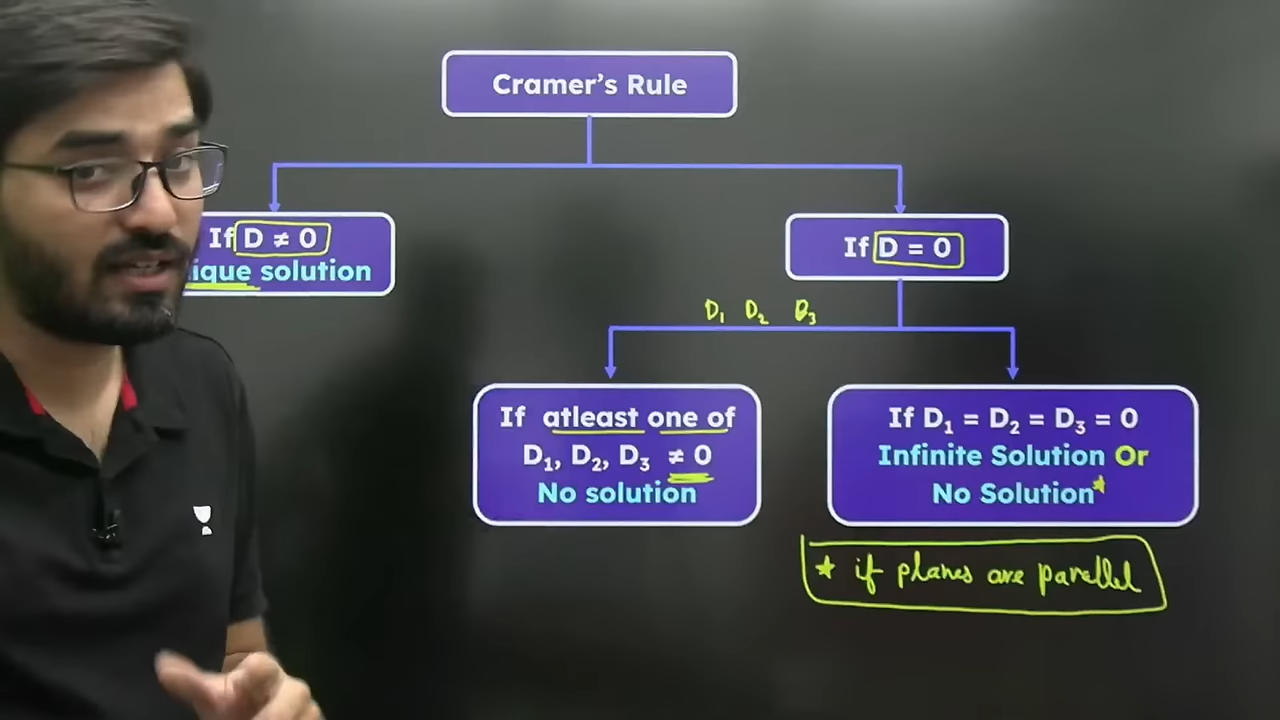 Cramer's Rule
If D ≠ 0
ique solution
If D = 0
D₁ D₂ D₃
If atleast one of
D₁, D₂, D₃ ≠ 0
No solution
If D₁ = D₂ = D₃ = 0
Infinite Solution Or
No Solution*
* if planes are parallel